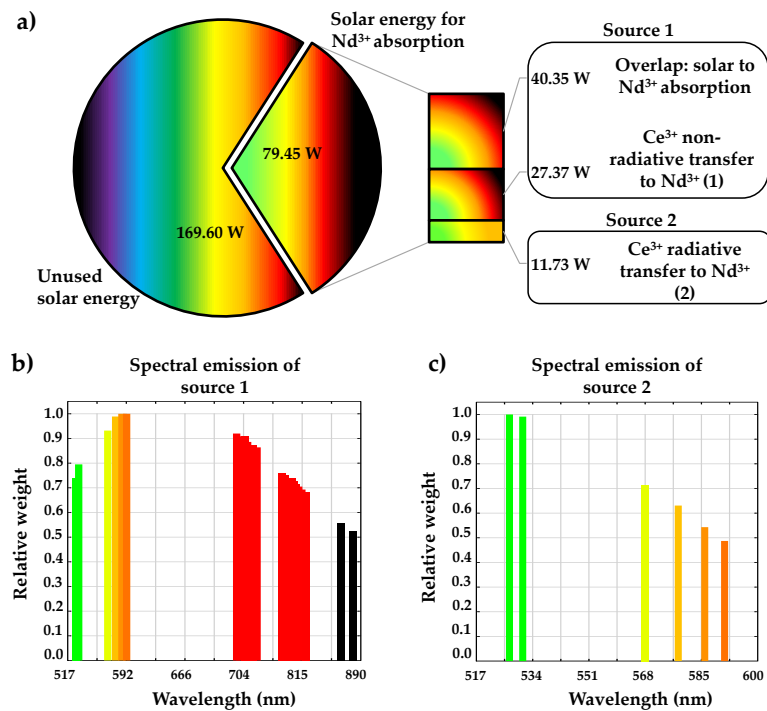 a)
Solar energy for
Nd³⁺ absorption
79.45 W
169.60 W
Unused
solar energy
Source 1
40.35 W
Overlap: solar to
Nd³⁺ absorption
27.37 W
Ce³⁺ non-
radiative transfer
to Nd³⁺ (1)
Source 2
11.73 W
Ce³⁺ radiative
transfer to Nd³⁺
(2)
b)
Spectral emission of
source 1
Relative weight
1.0
0.9
0.8
0.7
0.6
0.5
0.4
0.3
0.2
0.1
0.0
517 592 666 704 815 890
Wavelength (nm)
c)
Spectral emission of
source 2
Relative weight
1.0
0.9
0.8
0.7
0.6
0.5
0.4
0.3
0.2
0.1
0.0
517 534 551 568 585 600
Wavelength (nm)